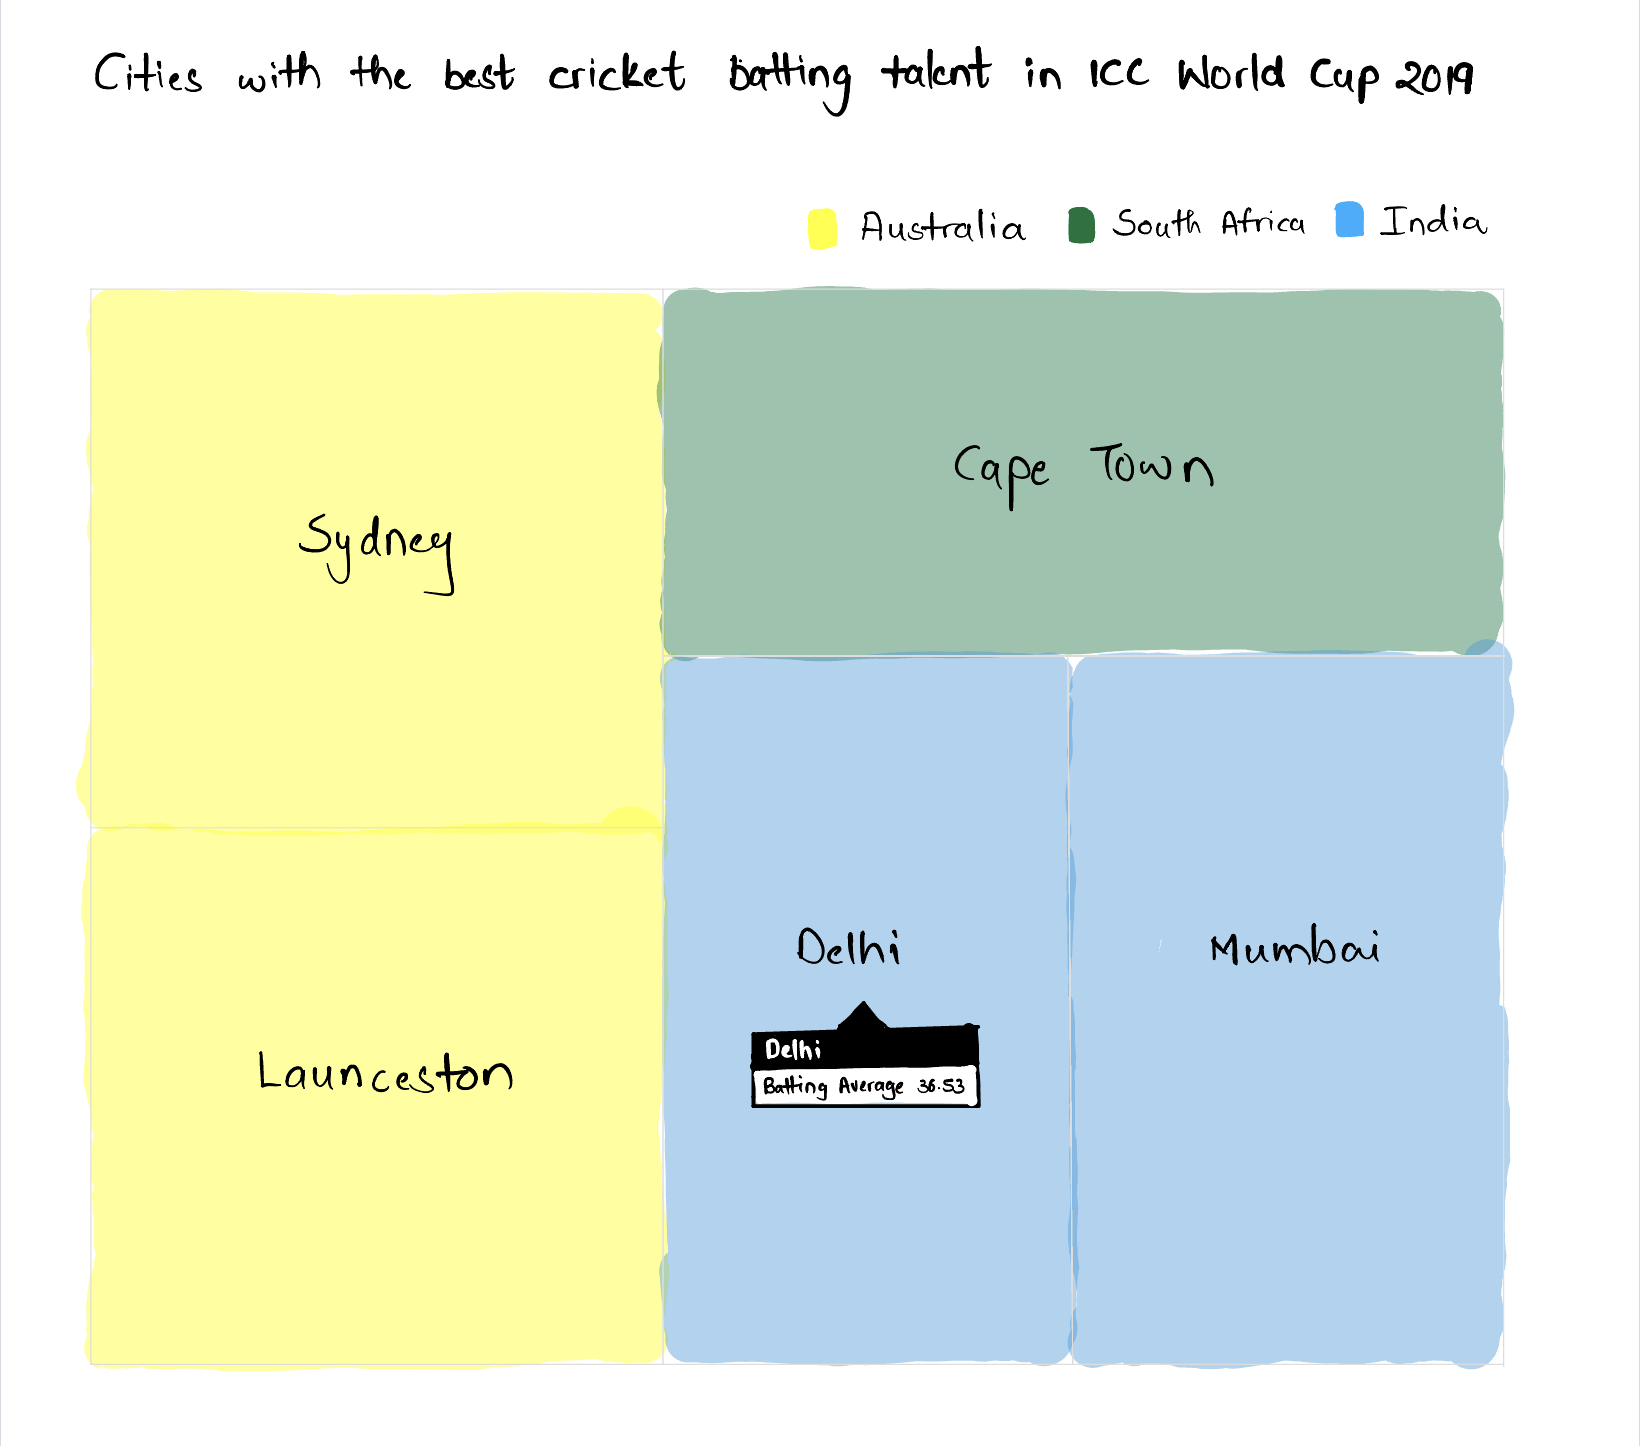 Cities with the best cricket Batting talent in ICC World Cup 2019
Australia South Africa India
Cape Town
Sydney
Delhi Mumbai
Delhi
Batting Average 36.53
Launceston